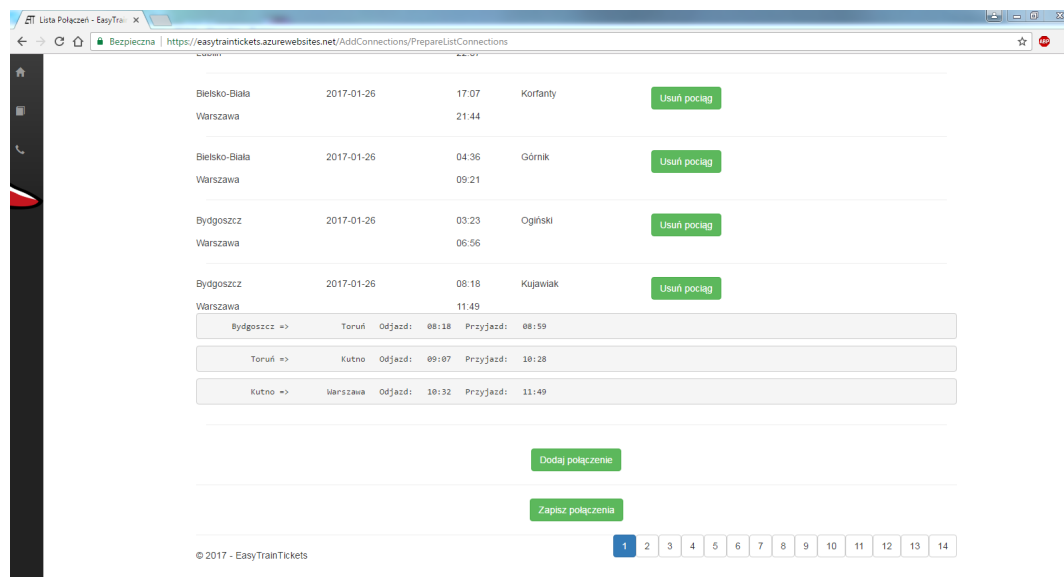 Lista Połączeń - EasyTrai
Bezpieczna | https://easytraintickets.azurewebsites.net/AddConnections/PrepareListConnections
ABP
Bielsko-Biała 2017-01-26 17:07 Korfanty Usuń pociąg
Warszawa 21:44
Bielsko-Biała 2017-01-26 04:36 Górnik Usuń pociąg
Warszawa 09:21
Bydgoszcz 2017-01-26 03:23 Ogiński Usuń pociąg
Warszawa 06:56
Bydgoszcz 2017-01-26 08:18 Kujawiak Usuń pociąg
Warszawa 11:49
Bydgoszcz => Toruń Odjazd: 08:18 Przyjazd: 08:59
Toruń => Kutno Odjazd: 09:07 Przyjazd: 10:28
Kutno => Warszawa Odjazd: 10:32 Przyjazd: 11:49
Dodaj połączenie
Zapisz połączenia
© 2017 - EasyTrainTickets 1 2 3 4 5 6 7 8 9 10 11 12 13 14